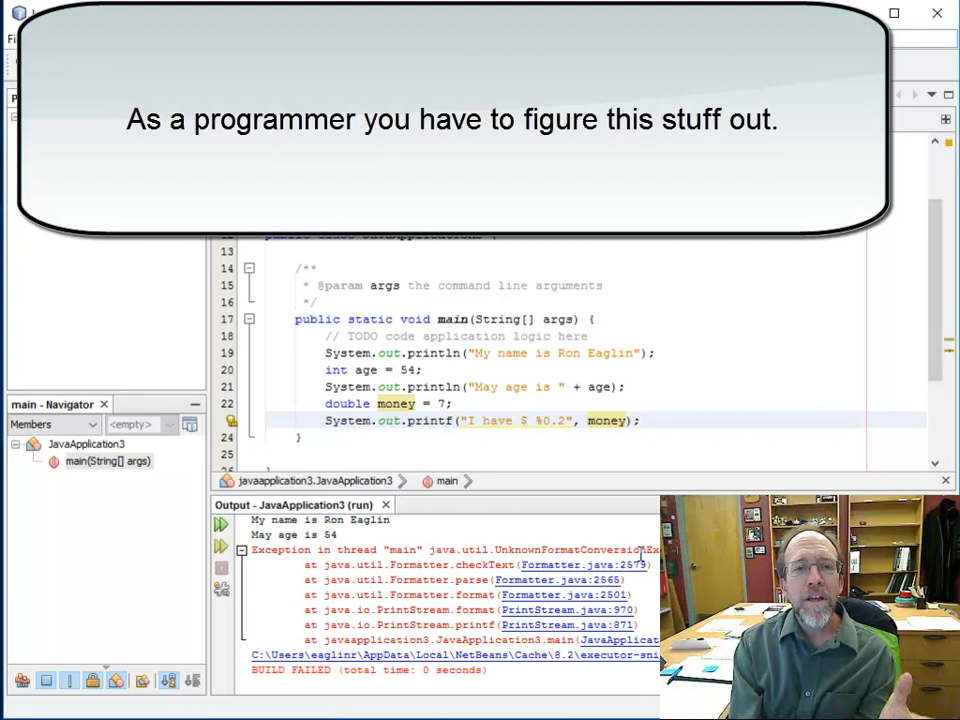 As a programmer you have to figure this stuff out.
13
14 /**
15 * @param args the command line arguments
16 */
17 public static void main(String[] args) {
18 // TODO code application logic here
19 System.out.println("My name is Ron Eaglin");
20 int age = 54;
21 System.out.println("May age is " + age);
22 double money = 7;
System.out.printf("I have $ %0.2", money);
24 }
25
main - Navigator
Members <empty>
JavaApplication3
main(String[] args)
javaapplication3.JavaApplication3 main
Output - JavaApplication3 (run)
My name is Ron Eaglin
May age is 54
Exception in thread "main" java.util.UnknownFormatConversionEx
at java.util.Formatter.checkText(Formatter.java:2579)
at java.util.Formatter.parse(Formatter.java:2565)
at java.util.Formatter.format(Formatter.java:2501)
at java.io.PrintStream.format(PrintStream.java:970)
at java.io.PrintStream.printf(PrintStream.java:871)
at javaapplication3.JavaApplication3.main(JavaApplicat
C:\Users\eaglinr\AppData\Local\NetBeans\Cache\8.2\executor-sni
BUILD FAILED (total time: 0 seconds)